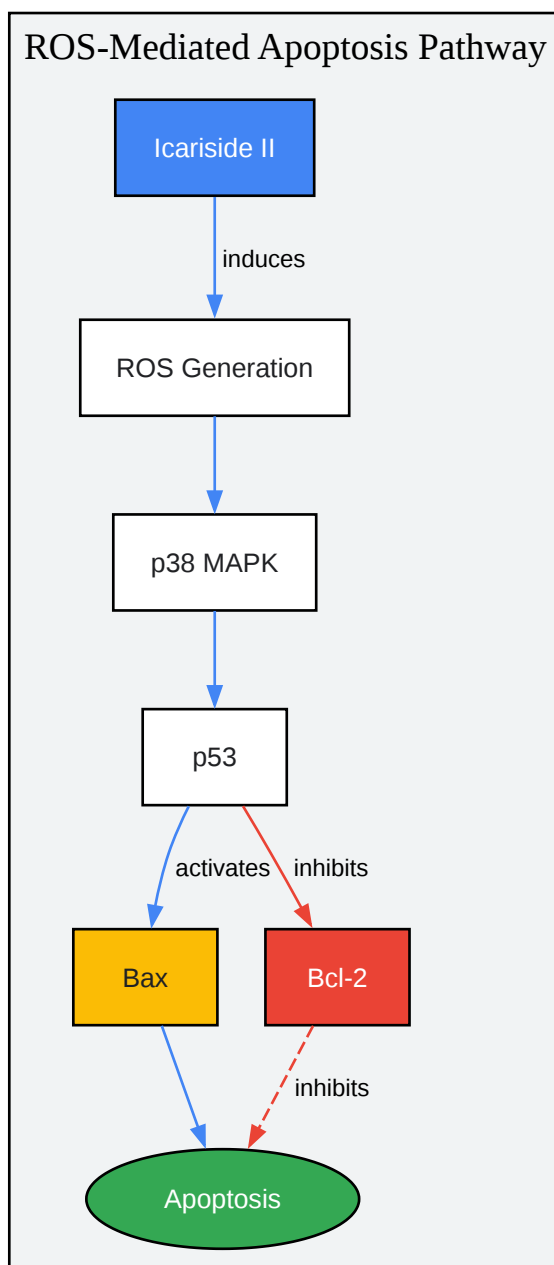 ROS-Mediated Apoptosis Pathway
Icariside II
induces
ROS Generation
p38 MAPK
p53
activates
inhibits
Bax
Bcl-2
inhibits
Apoptosis